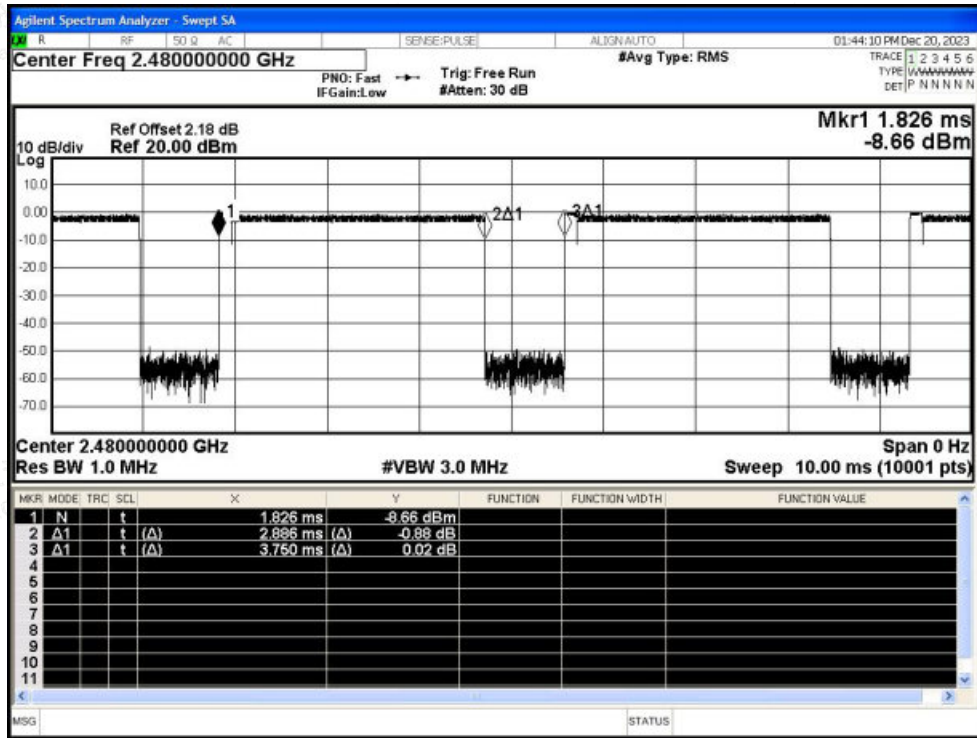 Agilent Spectrum Analyzer - Swept SA
R RF 50 Ω AC SENSE:PULSE ALIGN AUTO 01:44:10 PM Dec 20, 2023
Center Freq 2.480000000 GHz #Avg Type: RMS TRACE 1 2 3 4 5 6
PNO: Fast Trig: Free Run TYPE
IFGain:Low #Atten: 30 dB DET P N N N N N
Mkr1 1.826 ms
Ref Offset 2.18 dB
10 dB/div Ref 20.00 dBm -8.66 dBm
Log
10.0
0.00
1 2Δ1 3Δ1
-10.0
-20.0
-30.0
-40.0
-50.0
-60.0
-70.0
Center 2.480000000 GHz Span 0 Hz
Res BW 1.0 MHz #VBW 3.0 MHz Sweep 10.00 ms (10001 pts)
MKR MODE TRC SCL X Y FUNCTION FUNCTION WIDTH FUNCTION VALUE
1 N t 1.826 ms -8.66 dBm
2 Δ1 t (Δ) 2.886 ms (Δ) -0.88 dB
3 Δ1 t (Δ) 3.750 ms (Δ) 0.02 dB
4
5
6
7
8
9
10
11
MSG STATUS